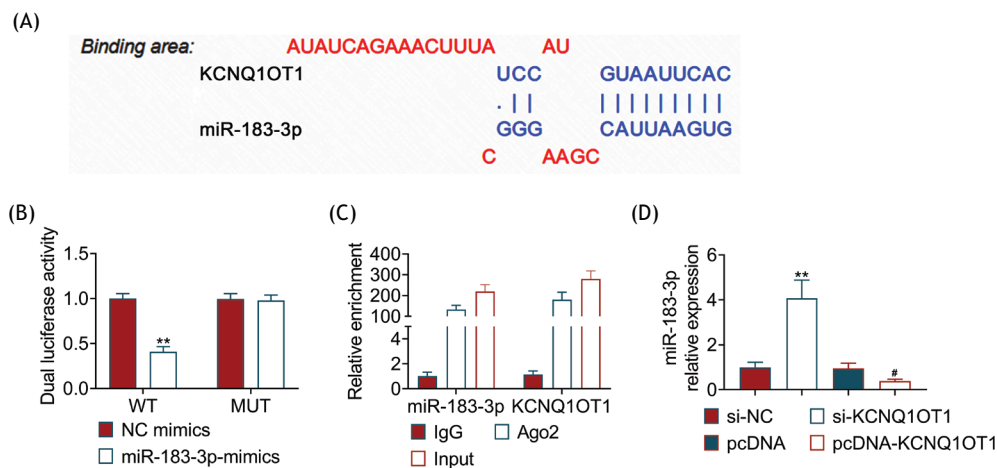 (A)
Binding area: AUAUCAGAAACUUUA AU
KCNQ1OT1 UCC GUAAUUCAC
. | | | | | | | | | | |
miR-183-3p GGG CAUUAAGUG
C AAGC
(B)
Dual luciferase activity
1.5
1.0
0.5
0.0
**
WT MUT
NC mimics
miR-183-3p-mimics
(C)
Relative enrichment
400
300
200
100
2
1
0
miR-183-3p KCNQ1OT1
IgG Ago2
Input
(D)
miR-183-3p
relative expression
6
4
2
0
**
#
si-NC si-KCNQ1OT1
pcDNA pcDNA-KCNQ1OT1